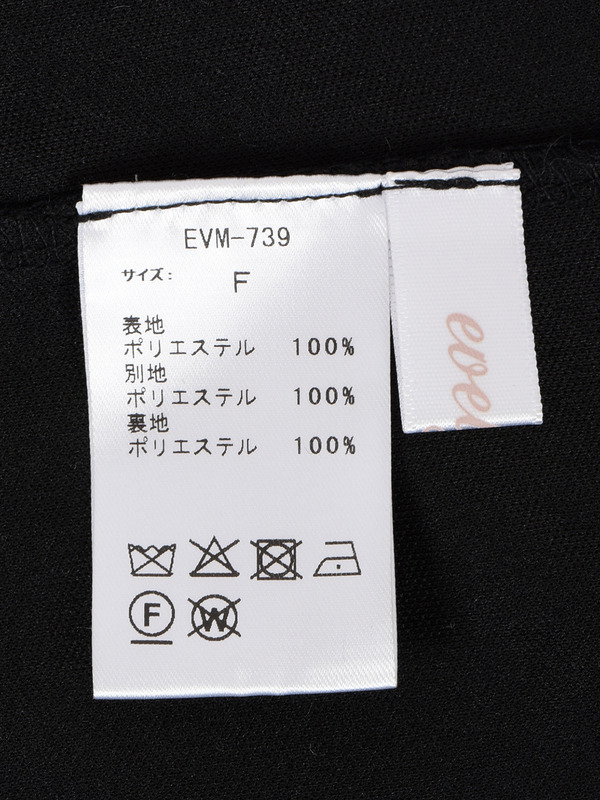 EVM-739
サイズ: F
表地
ポリエステル 100%
別地
ポリエステル 100%
裏地
ポリエステル 100%
F
W